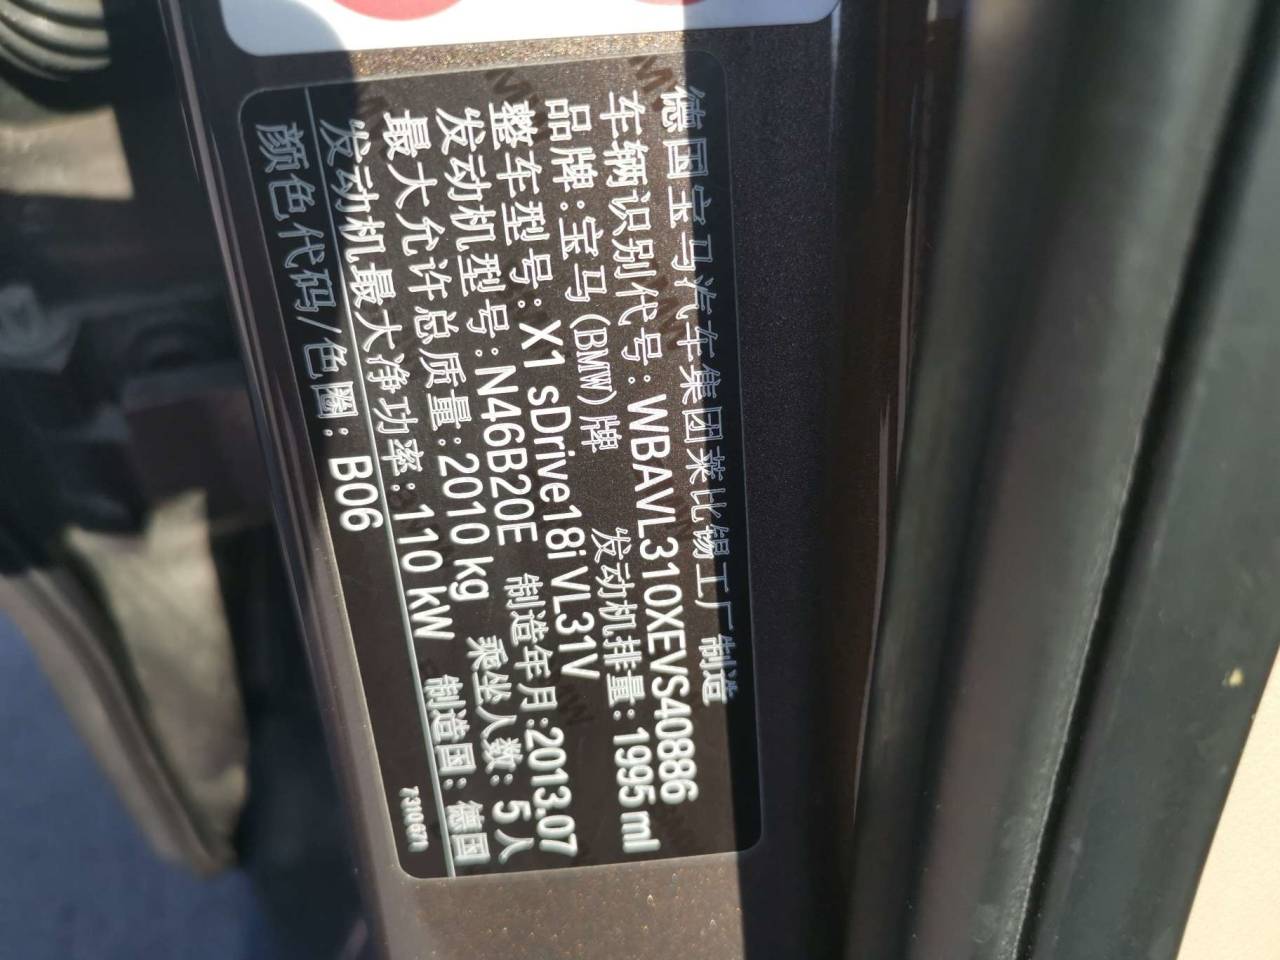 德国宝马汽车集团莱比锡工厂制造
车辆识别代号: WBAVL310XEVS40886
品牌:宝马(BMW)牌 发动机排量: 1995 ml
整车型号: X1 sDrive18i VL31V
发动机型号: N46B20E 制造年月:2013.07
最大允许总质量: 2010 kg 乘坐人数: 5人
发动机最大净功率: 110 kW 制造国: 德国
颜色代码/色圈: B06